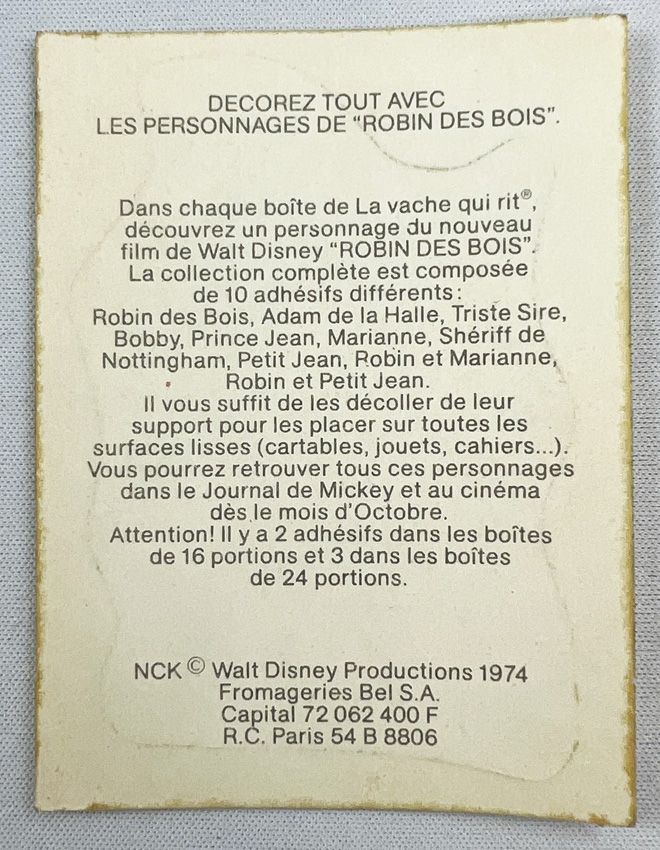 DECOREZ TOUT AVEC
LES PERSONNAGES DE “ROBIN DES BOIS”.
Dans chaque boîte de La vache qui rit®,
découvrez un personnage du nouveau
film de Walt Disney “ROBIN DES BOIS”.
La collection complète est composée
de 10 adhésifs différents:
Robin des Bois, Adam de la Halle, Triste Sire,
Bobby, Prince Jean, Marianne, Shériff de
Nottingham, Petit Jean, Robin et Marianne,
Robin et Petit Jean.
Il vous suffit de les décoller de leur
support pour les placer sur toutes les
surfaces lisses (cartables, jouets, cahiers...).
Vous pourrez retrouver tous ces personnages
dans le Journal de Mickey et au cinéma
dès le mois d’Octobre.
Attention! Il y a 2 adhésifs dans les boîtes
de 16 portions et 3 dans les boîtes
de 24 portions.
NCK © Walt Disney Productions 1974
Fromageries Bel S.A.
Capital 72 062 400 F
R.C. Paris 54 B 8806